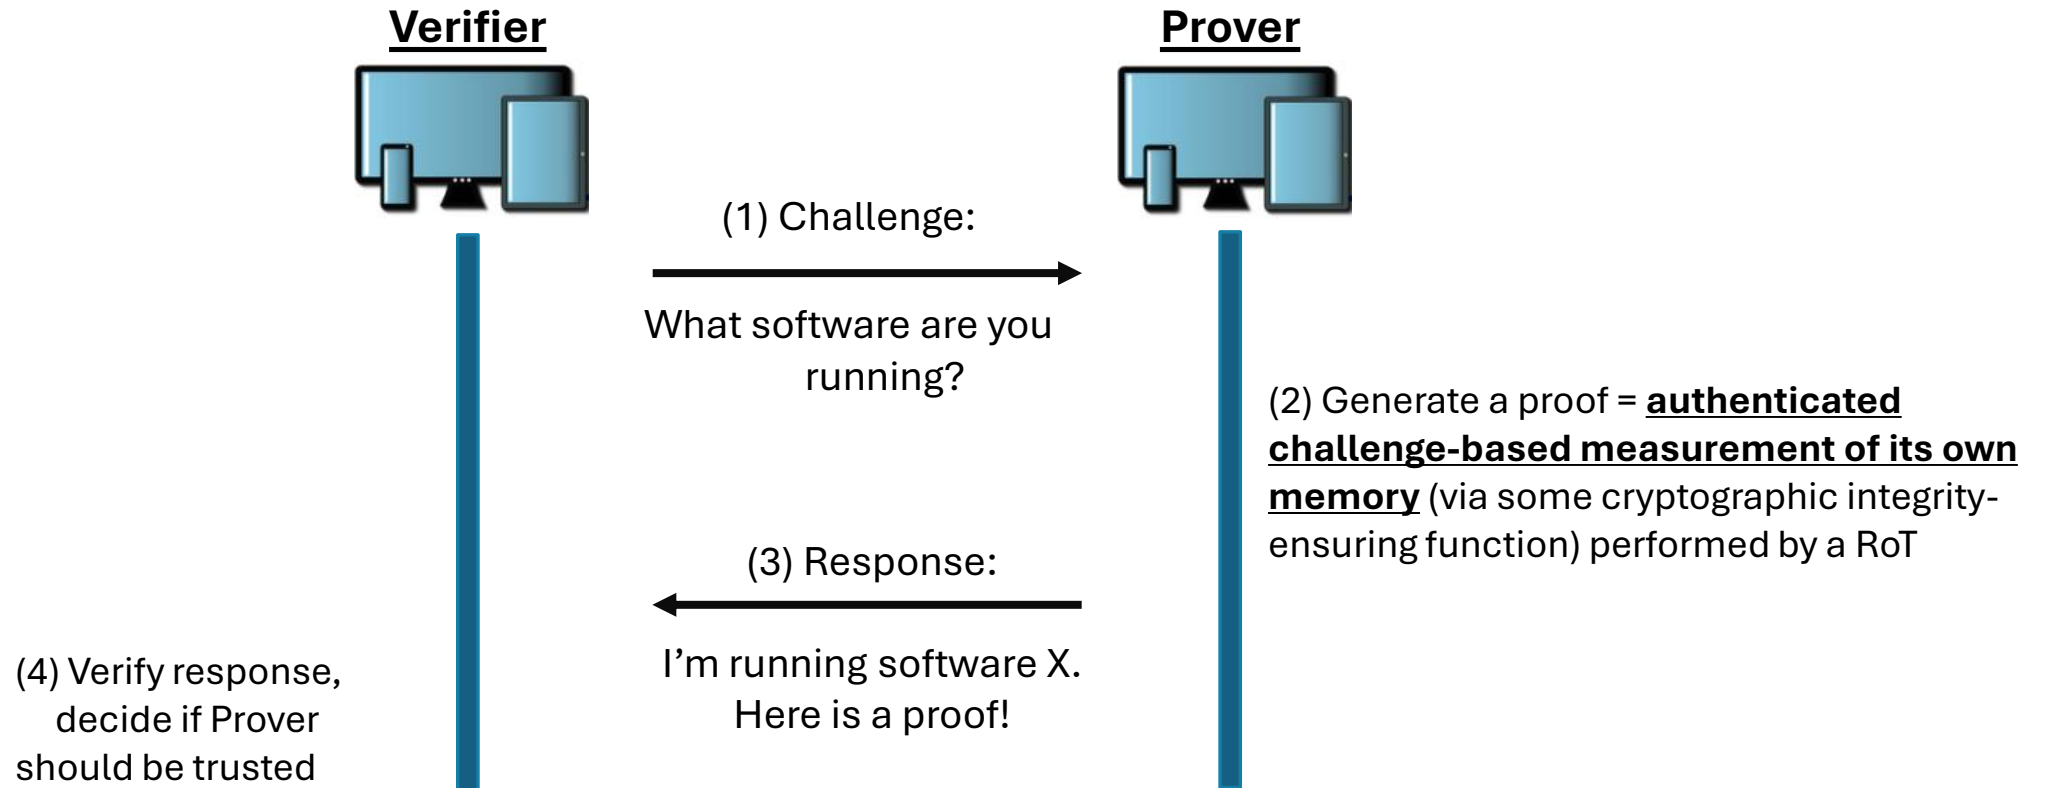 Verifier
Prover
(1) Challenge:
What software are you
running?
(2) Generate a proof = authenticated
challenge-based measurement of its own
memory (via some cryptographic integrity-
ensuring function) performed by a RoT
(3) Response:
I’m running software X.
Here is a proof!
(4) Verify response,
decide if Prover
should be trusted